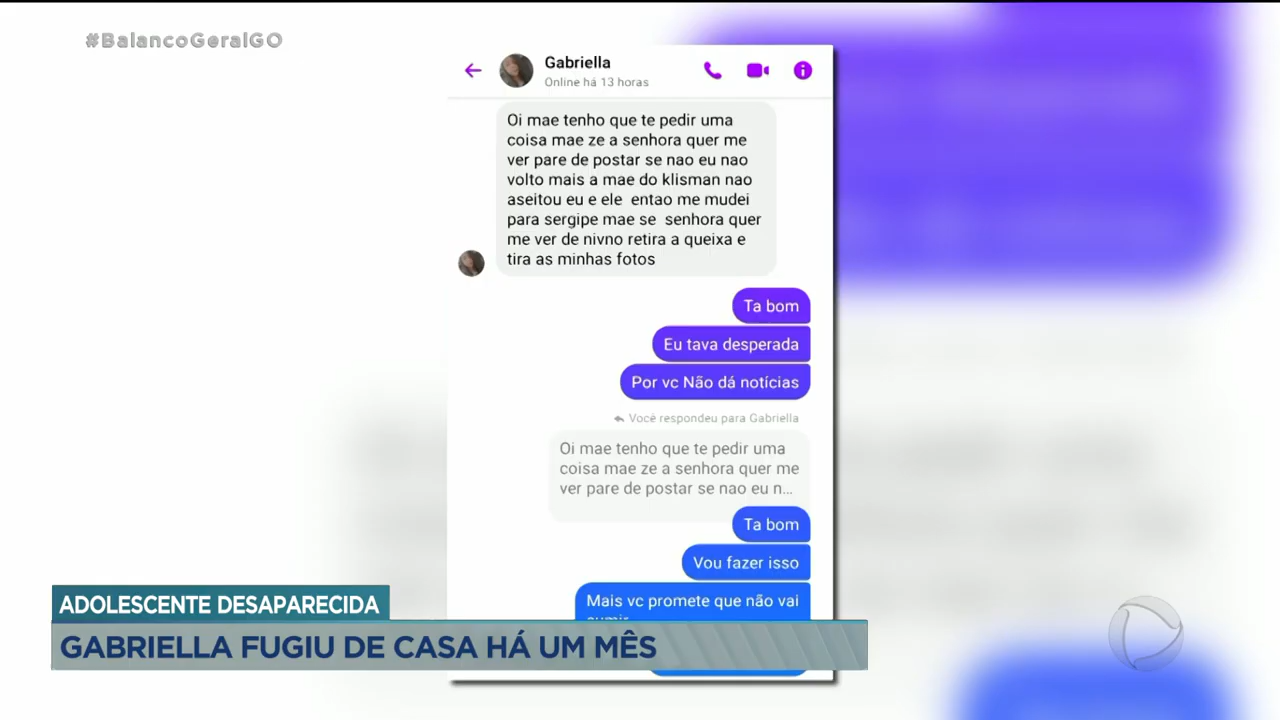 #BalancoGeralGO
Gabriella
Online há 13 horas
Oi mae tenho que te pedir uma
coisa mae ze a senhora quer me
ver pare de postar se nao eu nao
volto mais a mae do klisman nao
aseitou eu e ele entao me mudei
para sergipe mae se senhora quer
me ver de nivno retira a queixa e
tira as minhas fotos
Ta bom
Eu tava desperada
Por vc Não dá notícias
Você respondeu para Gabriella
Oi mae tenho que te pedir uma
coisa mae ze a senhora quer me
ver pare de postar se nao eu n...
Ta bom
Vou fazer isso
Mais vc promete que não vai
ADOLESCENTE DESAPARECIDA
GABRIELLA FUGIU DE CASA HÁ UM MÊS